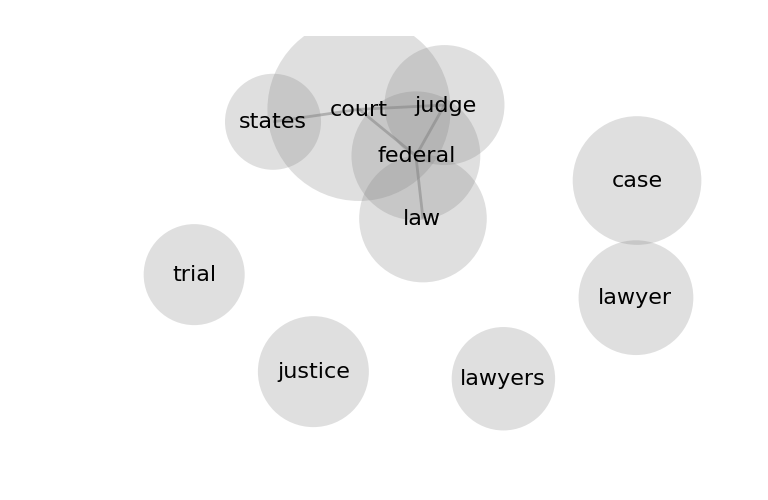 court
judge
states
federal
case
law
trial
lawyer
justice
lawyers